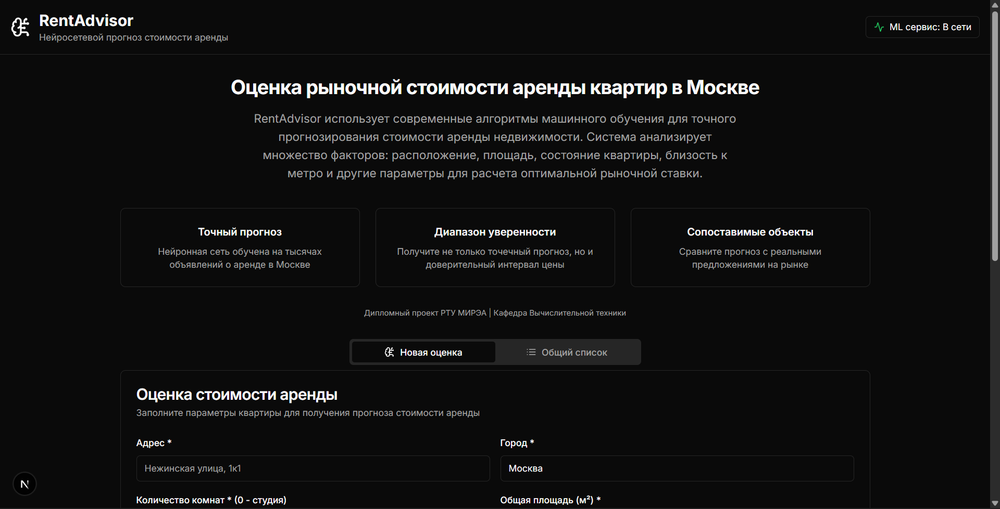 RentAdvisor
Нейросетевой прогноз стоимости аренды
ML сервис: В сети
Оценка рыночной стоимости аренды квартир в Москве
RentAdvisor использует современные алгоритмы машинного обучения для точного
прогнозирования стоимости аренды недвижимости. Система анализирует
множество факторов: расположение, площадь, состояние квартиры, близость к
метро и другие параметры для расчета оптимальной рыночной ставки.
Точный прогноз
Нейронная сеть обучена на тысячах
объявлений о аренде в Москве
Диапазон уверенности
Получите не только точечный прогноз, но и
доверительный интервал цены
Сопоставимые объекты
Сравните прогноз с реальными
предложениями на рынке
Дипломный проект РТУ МИРЭА | Кафедра Вычислительной техники
Новая оценка
Общий список
Оценка стоимости аренды
Заполните параметры квартиры для получения прогноза стоимости аренды
Адрес *
Город *
Нежинская улица, 1к1
Москва
N
Количество комнат * (0 - студия)
Общая площадь (м²) *